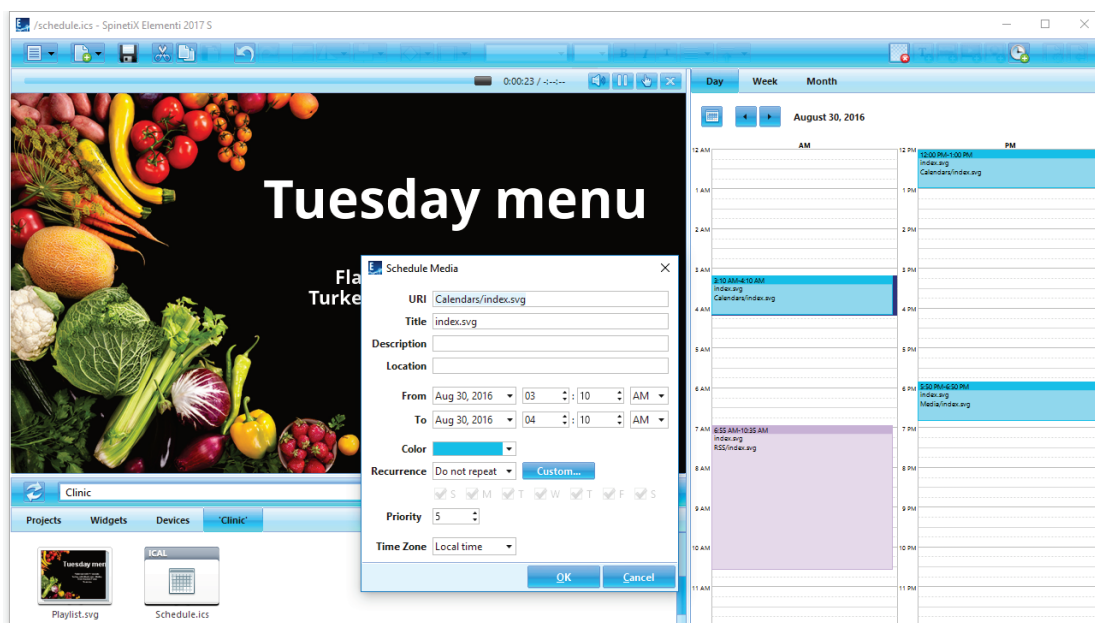 /schedule.ics - SpinetiX Elementi 2017 S
0:00:23 / -:--:--
Tuesday menu
Fla
Turke
Schedule Media
URI Calendars/index.svg
Title index.svg
Description
Location
From Aug 30, 2016 03 : 10 AM
To Aug 30, 2016 04 : 10 AM
Color
Recurrence Do not repeat Custom...
S M T W T F S
Priority 5
Time Zone Local time
OK Cancel
Clinic
Projects Widgets Devices 'Clinic'
Tuesday men
ICAL
Playlist.svg Schedule.ics
Day Week Month
August 30, 2016
AM PM
12 AM
1 AM
2 AM
3 AM
3:10 AM-4:10 AM
index.svg
Calendars/index.svg
4 AM
5 AM
6 AM
7 AM
6:55 AM-10:35 AM
index.svg
RSS/index.svg
8 AM
9 AM
10 AM
11 AM
12 PM
12:00 PM-1:00 PM
index.svg
Calendars/index.svg
1 PM
2 PM
3 PM
4 PM
5 PM
6 PM
5:50 PM-6:50 PM
index.svg
Media/index.svg
7 PM
8 PM
9 PM
10 PM
11 PM